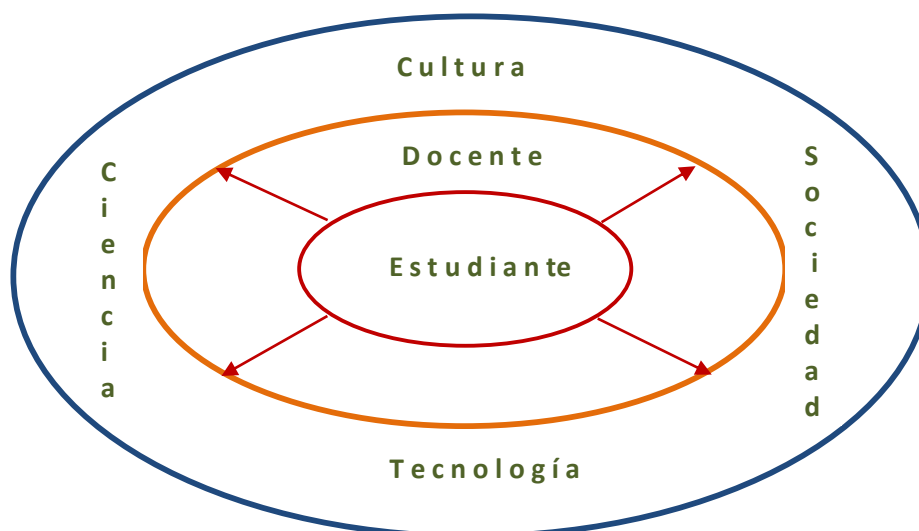 Cultura
Docente
Ciencia
Sociedad
Estudiante
Tecnología